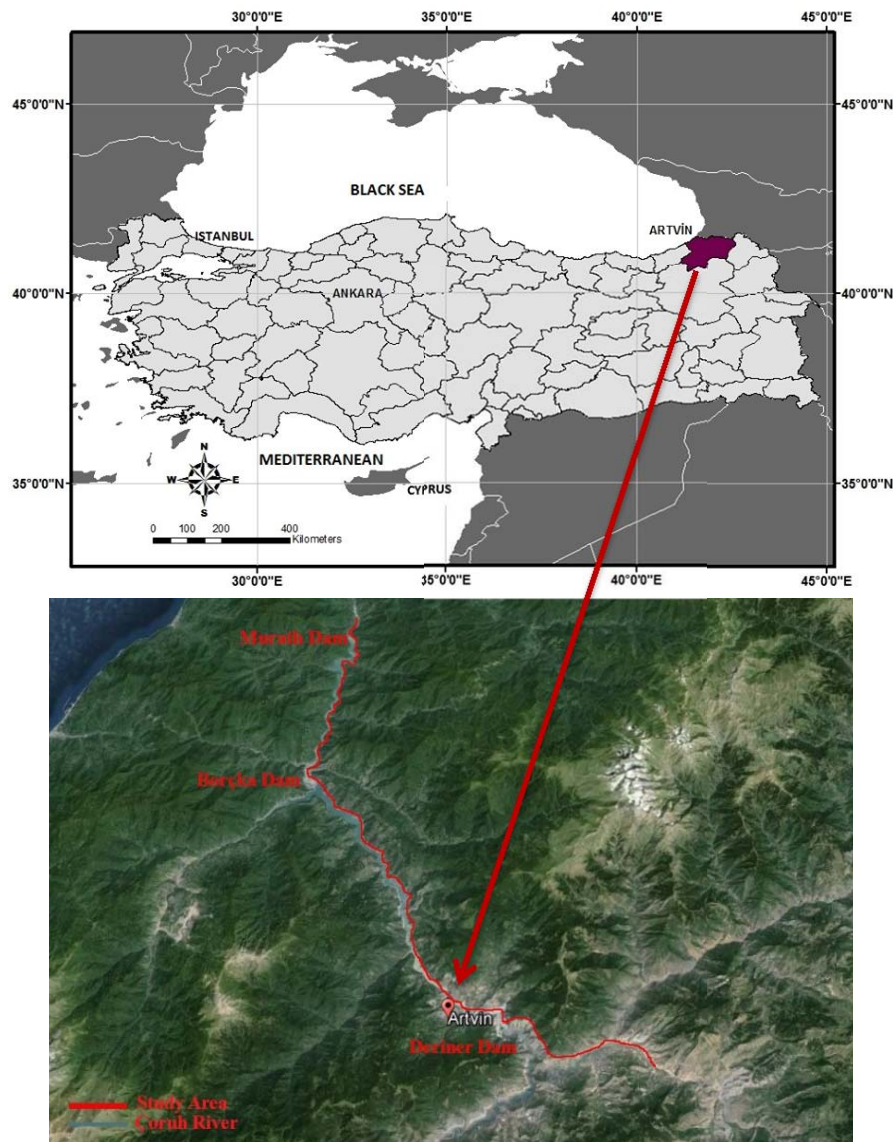 30°0'0"E 35°0'0"E 40°0'0"E 45°0'0"E
45°0'0"N 45°0'0"N
BLACK SEA
ISTANBUL ARTVİN
40°0'0"N ANKARA 40°0'0"N
MEDITERRANEAN
N
W E
S
35°0'0"N CYPRUS 35°0'0"N
0 100 200 400
Kilometers
30°0'0"E 35°0'0"E 40°0'0"E 45°0'0"E
Muratlı Dam
Borçka Dam
Artvin
Deriner Dam
Study Area
Çoruh River